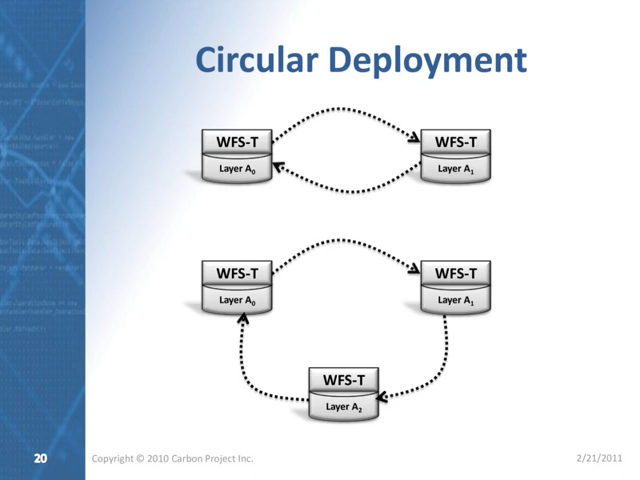 Circular Deployment
WFS-T
Layer A₀
WFS-T
Layer A₁
WFS-T
Layer A₀
WFS-T
Layer A₁
WFS-T
Layer A₂
20
Copyright © 2010 Carbon Project Inc.
2/21/2011